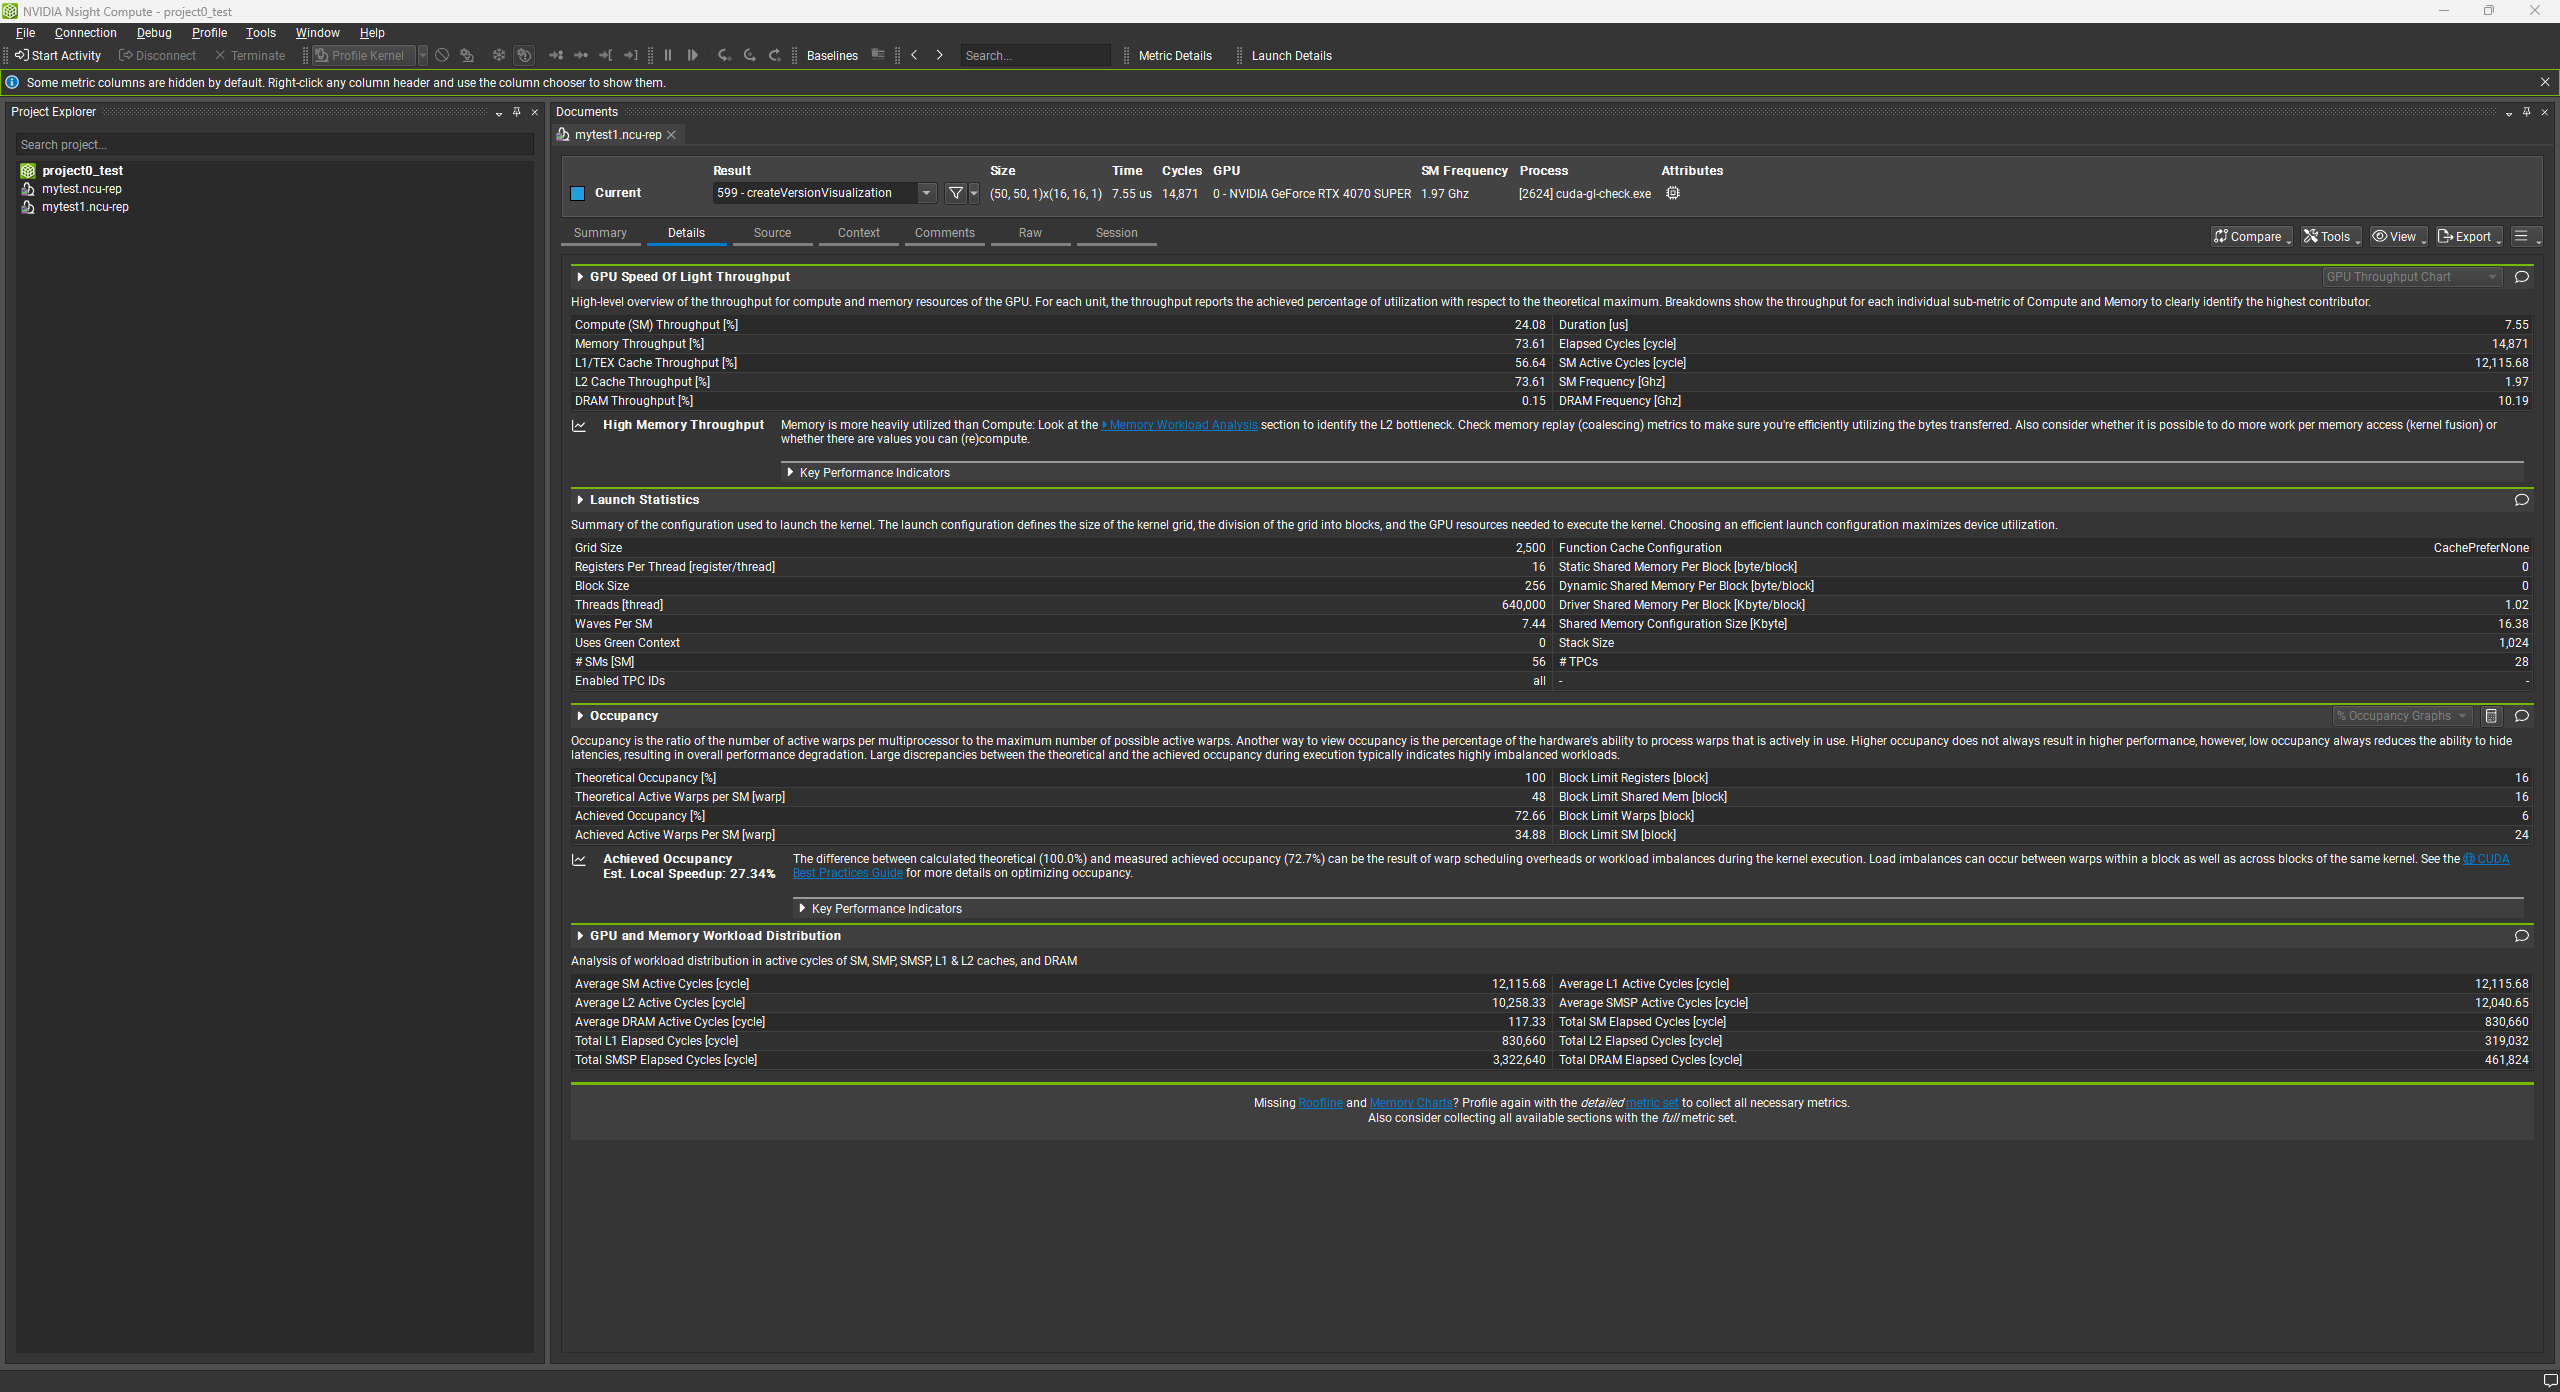 NVIDIA Nsight Compute - project0_test
File Connection Debug Profile Tools Window Help
Start Activity Disconnect Terminate Profile Kernel Baselines Search... Metric Details Launch Details
Some metric columns are hidden by default. Right-click any column header and use the column chooser to show them.
Project Explorer
Search project...
project0_test
mytest.ncu-rep
mytest1.ncu-rep
Documents
mytest1.ncu-rep
Result Size Time Cycles GPU SM Frequency Process Attributes
Current 599 - createVersionVisualization (50, 50, 1)x(16, 16, 1) 7.55 us 14,871 0 - NVIDIA GeForce RTX 4070 SUPER 1.97 Ghz [2624] cuda-gl-check.exe
Summary Details Source Context Comments Raw Session
Compare Tools View Export
GPU Speed Of Light Throughput GPU Throughput Chart
High-level overview of the throughput for compute and memory resources of the GPU. For each unit, the throughput reports the achieved percentage of utilization with respect to the theoretical maximum. Breakdowns show the throughput for each individual sub-metric of Compute and Memory to clearly identify the highest contributor.
Compute (SM) Throughput [%] 24.08 Duration [us] 7.55
Memory Throughput [%] 73.61 Elapsed Cycles [cycle] 14,871
L1/TEX Cache Throughput [%] 56.64 SM Active Cycles [cycle] 12,115.68
L2 Cache Throughput [%] 73.61 SM Frequency [Ghz] 1.97
DRAM Throughput [%] 0.15 DRAM Frequency [Ghz] 10.19
High Memory Throughput Memory is more heavily utilized than Compute: Look at the Memory Workload Analysis section to identify the L2 bottleneck. Check memory replay (coalescing) metrics to make sure you're efficiently utilizing the bytes transferred. Also consider whether it is possible to do more work per memory access (kernel fusion) or
whether there are values you can (re)compute.
Key Performance Indicators
Launch Statistics
Summary of the configuration used to launch the kernel. The launch configuration defines the size of the kernel grid, the division of the grid into blocks, and the GPU resources needed to execute the kernel. Choosing an efficient launch configuration maximizes device utilization.
Grid Size 2,500 Function Cache Configuration CachePreferNone
Registers Per Thread [register/thread] 16 Static Shared Memory Per Block [byte/block] 0
Block Size 256 Dynamic Shared Memory Per Block [byte/block] 0
Threads [thread] 640,000 Driver Shared Memory Per Block [Kbyte/block] 1.02
Waves Per SM 7.44 Shared Memory Configuration Size [Kbyte] 16.38
Uses Green Context 0 Stack Size 1,024
# SMs [SM] 56 # TPCs 28
Enabled TPC IDs all - -
Occupancy % Occupancy Graphs
Occupancy is the ratio of the number of active warps per multiprocessor to the maximum number of possible active warps. Another way to view occupancy is the percentage of the hardware's ability to process warps that is actively in use. Higher occupancy does not always result in higher performance, however, low occupancy always reduces the ability to hide
latencies, resulting in overall performance degradation. Large discrepancies between the theoretical and the achieved occupancy during execution typically indicates highly imbalanced workloads.
Theoretical Occupancy [%] 100 Block Limit Registers [block] 16
Theoretical Active Warps per SM [warp] 48 Block Limit Shared Mem [block] 16
Achieved Occupancy [%] 72.66 Block Limit Warps [block] 6
Achieved Active Warps Per SM [warp] 34.88 Block Limit SM [block] 24
Achieved Occupancy The difference between calculated theoretical (100.0%) and measured achieved occupancy (72.7%) can be the result of warp scheduling overheads or workload imbalances during the kernel execution. Load imbalances can occur between warps within a block as well as across blocks of the same kernel. See the CUDA
Est. Local Speedup: 27.34% Best Practices Guide for more details on optimizing occupancy.
Key Performance Indicators
GPU and Memory Workload Distribution
Analysis of workload distribution in active cycles of SM, SMP, SMSP, L1 & L2 caches, and DRAM
Average SM Active Cycles [cycle] 12,115.68 Average L1 Active Cycles [cycle] 12,115.68
Average L2 Active Cycles [cycle] 10,258.33 Average SMSP Active Cycles [cycle] 12,040.65
Average DRAM Active Cycles [cycle] 117.33 Total SM Elapsed Cycles [cycle] 830,660
Total L1 Elapsed Cycles [cycle] 830,660 Total L2 Elapsed Cycles [cycle] 319,032
Total SMSP Elapsed Cycles [cycle] 3,322,640 Total DRAM Elapsed Cycles [cycle] 461,824
Missing Roofline and Memory Charts? Profile again with the detailed metric set to collect all necessary metrics.
Also consider collecting all available sections with the full metric set.